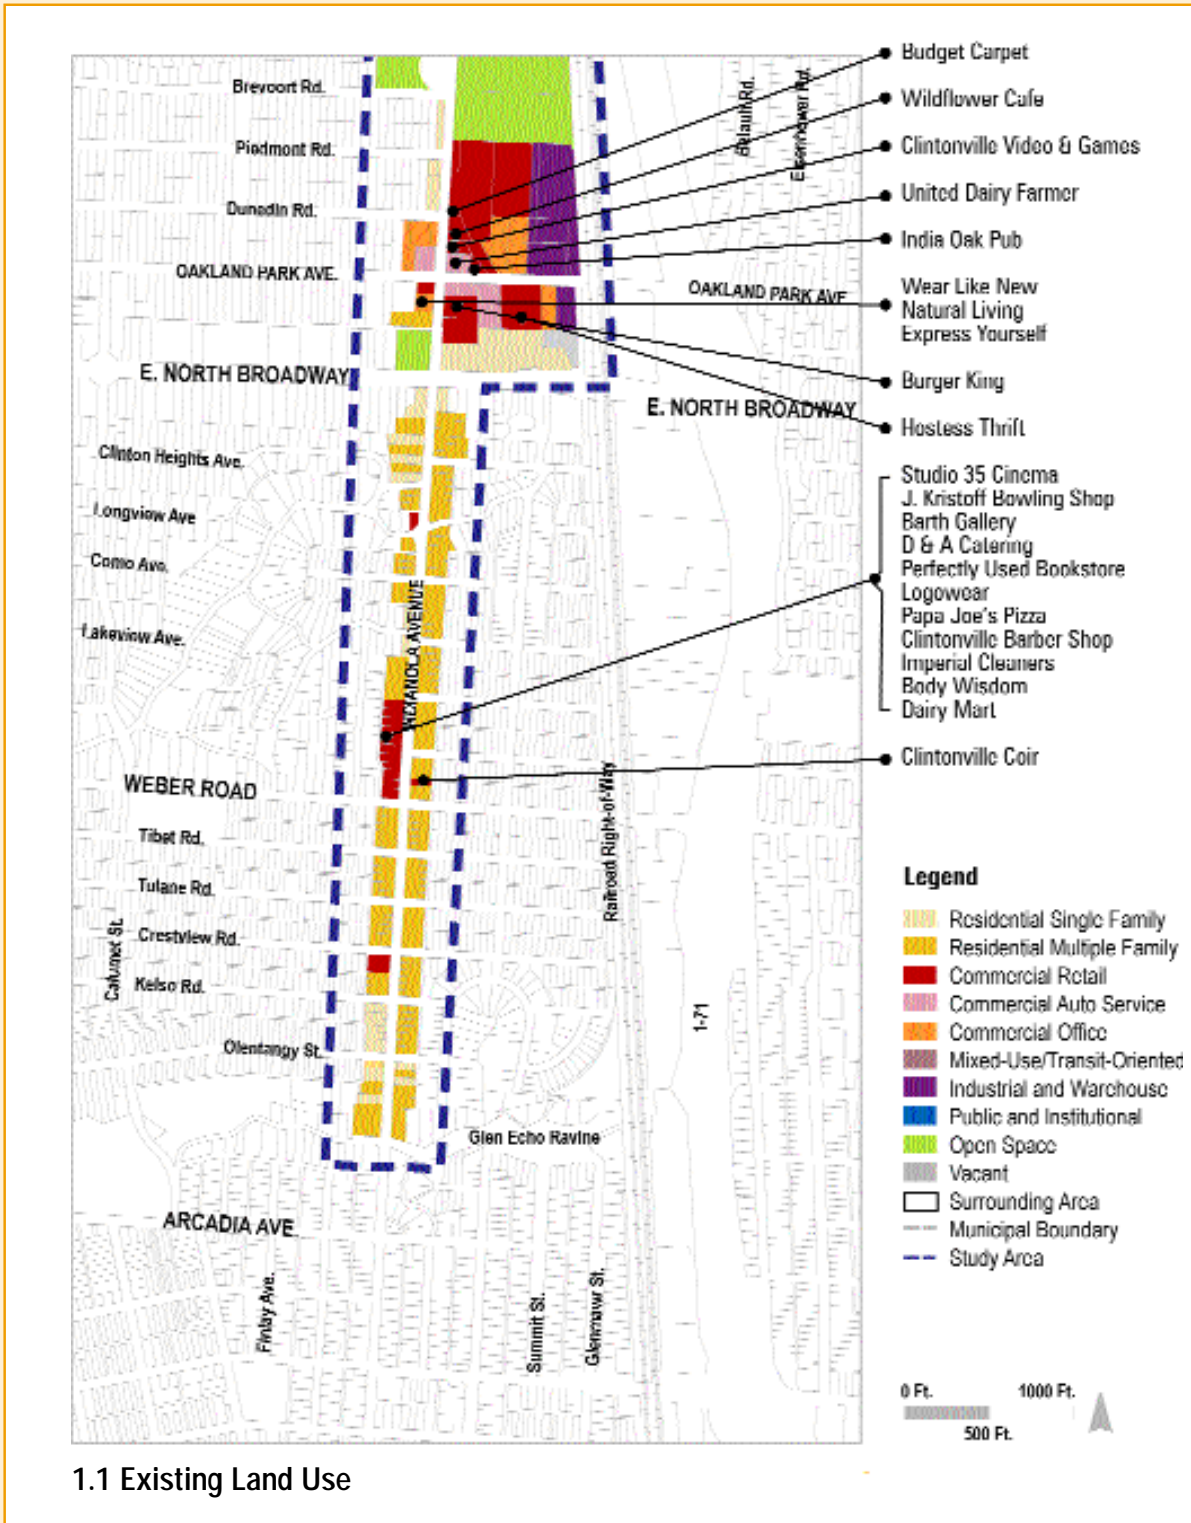 Budget Carpet
Wildflower Cafe
Clintonville Video & Games
United Dairy Farmer
India Oak Pub
Wear Like New
Natural Living
Express Yourself
Burger King
Hostess Thrift
Studio 35 Cinema
J. Kristoff Bowling Shop
Barth Gallery
D & A Catering
Perfectly Used Bookstore
Logowear
Papa Joe's Pizza
Clintonville Barber Shop
Imperial Cleaners
Body Wisdom
Dairy Mart
Clintonville Coir
Brevoort Rd.
Piedmont Rd.
Dunedin Rd.
OAKLAND PARK AVE.
OAKLAND PARK AVE
E. NORTH BROADWAY
E. NORTH BROADWAY
Clinton Heights Ave.
Longview Ave
Como Ave.
Lakeview Ave.
INDIANOLA AVENUE
WEBER ROAD
Tibet Rd.
Tulane Rd.
Crestview Rd.
Kelso Rd.
Calumet St.
Olentangy St.
Glen Echo Ravine
ARCADIA AVE.
Finlay Ave.
Summit St.
Glenmawr St.
Railroad Right-of-Way
I-71
Eisenhower Rd.
Legend
Residential Single Family
Residential Multiple Family
Commercial Retail
Commercial Auto Service
Commercial Office
Mixed-Use/Transit-Oriented
Industrial and Warehouse
Public and Institutional
Open Space
Vacant
Surrounding Area
Municipal Boundary
Study Area
0 Ft.
1000 Ft.
500 Ft.
1.1 Existing Land Use